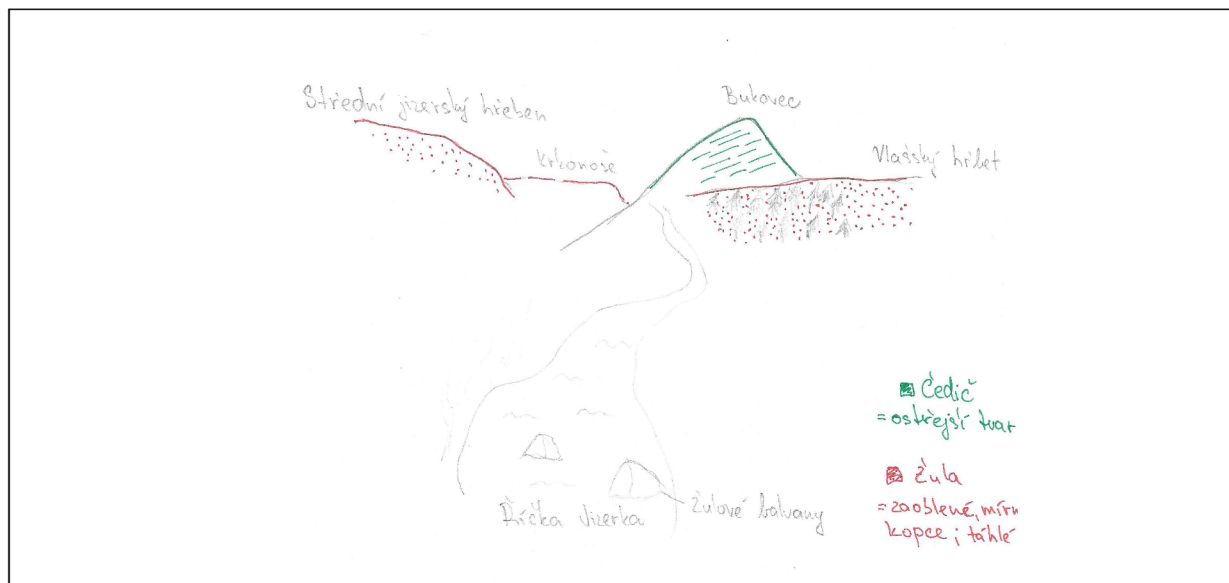 Bukovec
Střední jizerský hřeben
Krkonoše
Vlašský hřbet
Čedič
= ostřejší tvar
Žula
= zaoblené, mírn
kopce; táhlé
Říčka Jizerka
žulové balvany